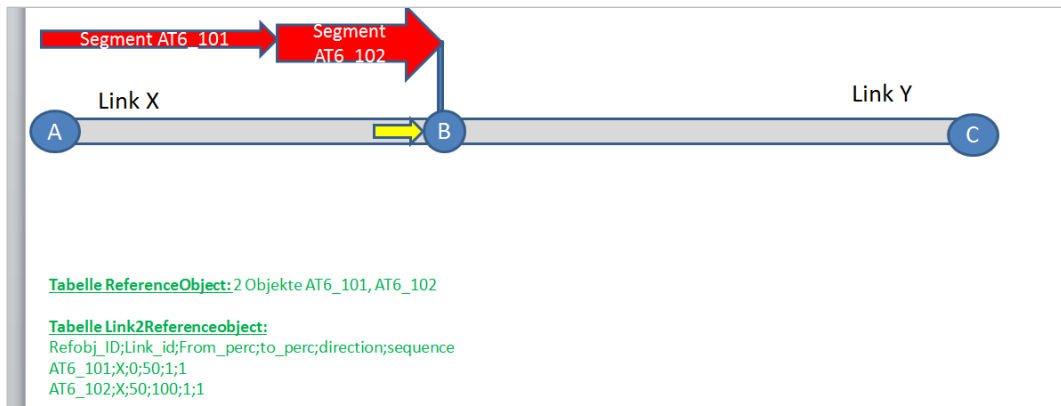 Segment AT6_101
Segment
AT6_102
Link X
Link Y
A
B
C
Tabelle ReferenceObject: 2 Objekte AT6_101, AT6_102
Tabelle Link2Referenceobject:
Refobj_ID;Link_id;From_perc;to_perc;direction;sequence
AT6_101;X;0;50;1;1
AT6_102;X;50;100;1;1